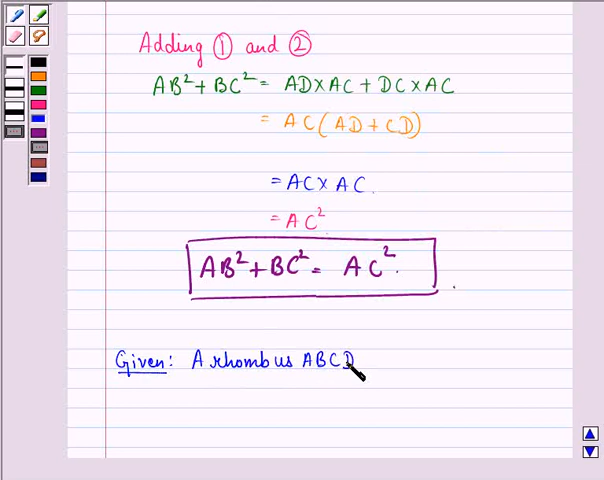 Adding ① and ②
AB² + BC² = AD×AC + DC×AC
= AC(AD + CD)
= AC × AC.
= AC²
AB² + BC² = AC².
Given: A rhombus ABCD